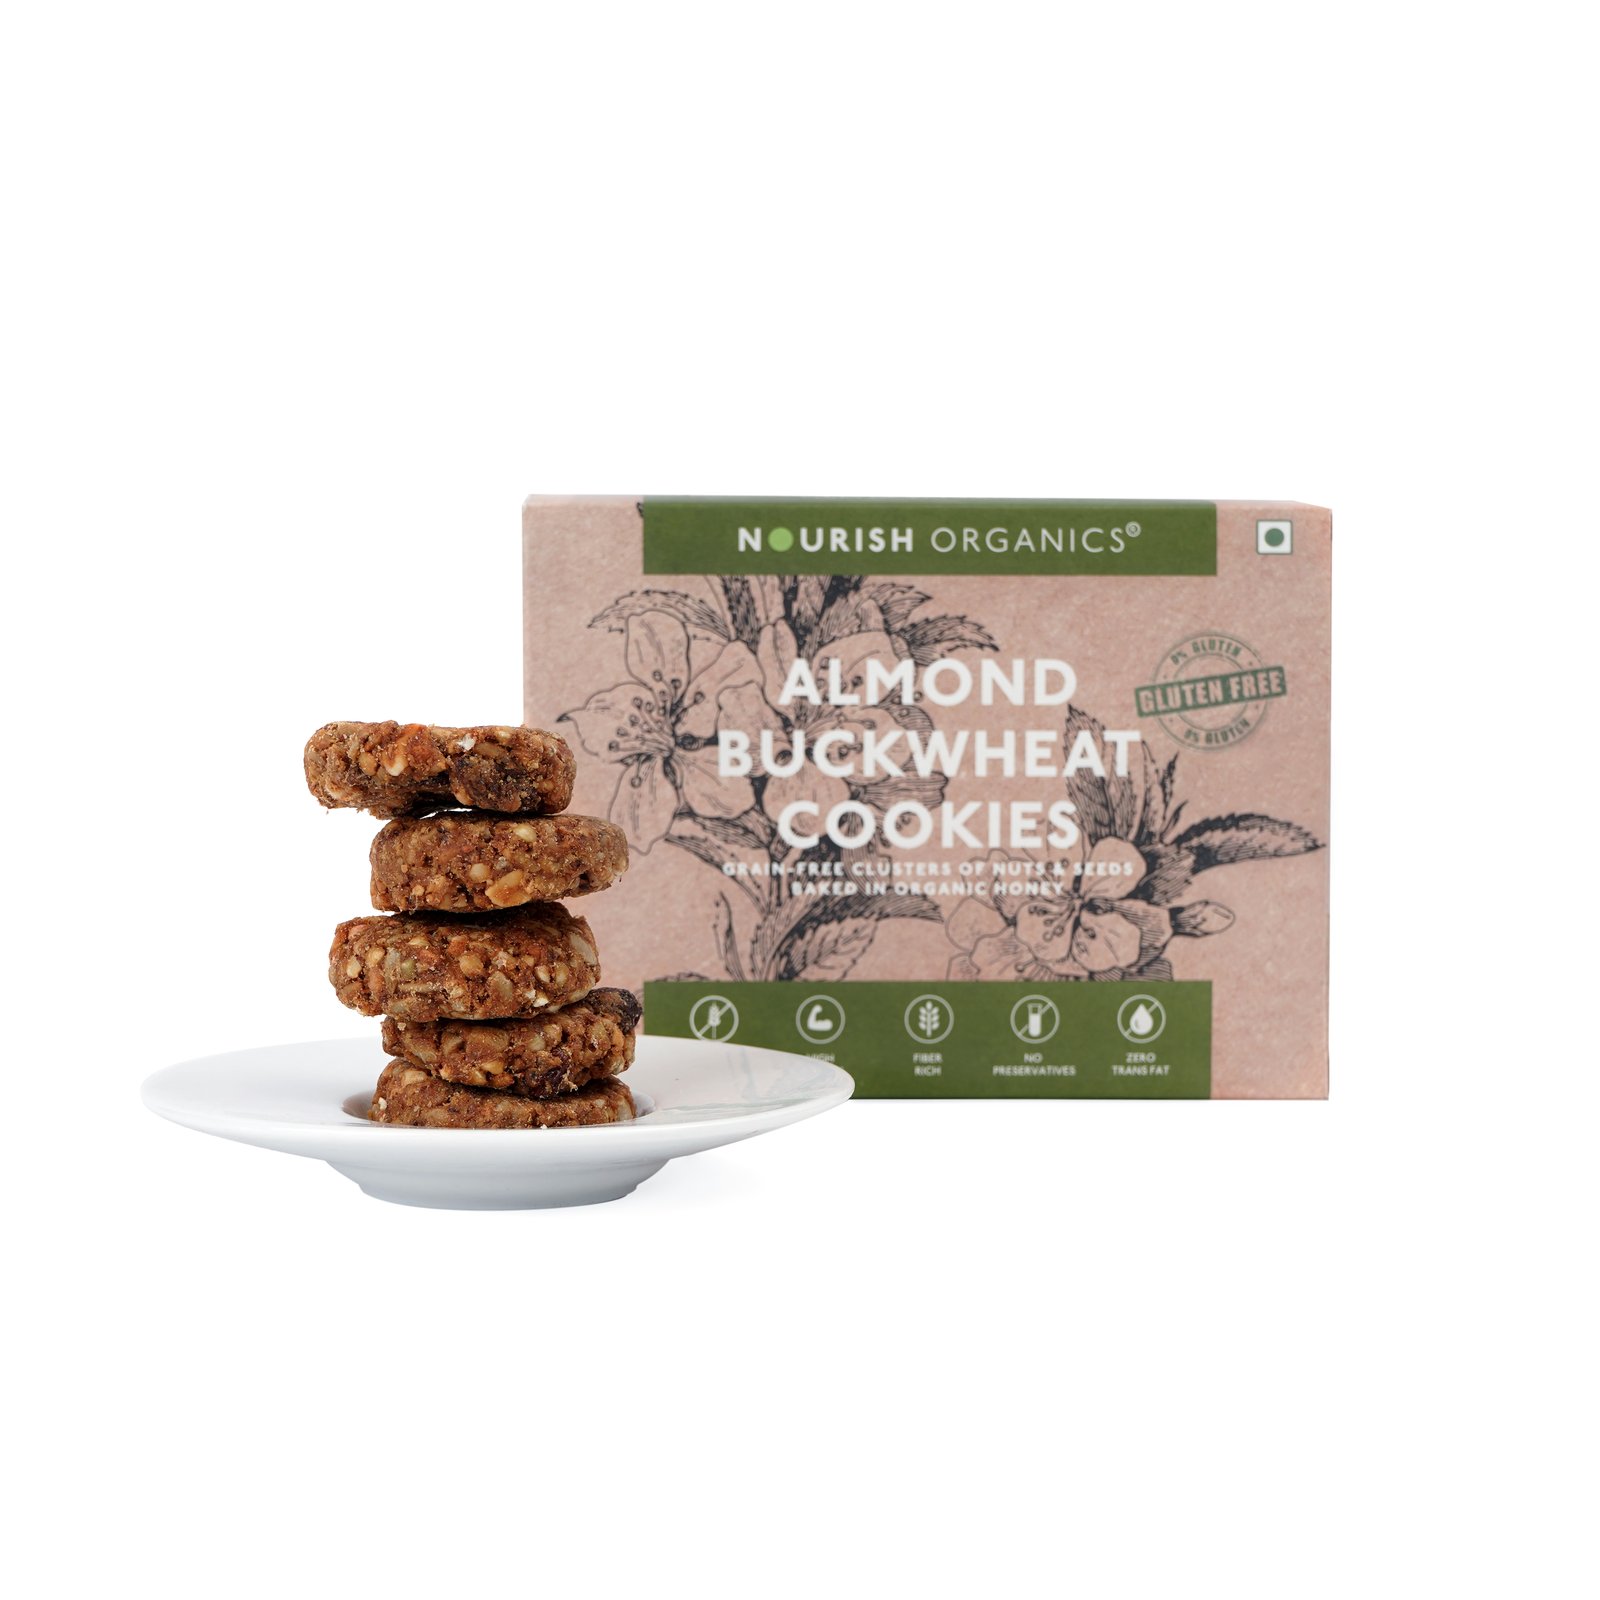 NOURISH ORGANICS
ALMOND
BUCKWHEAT
COOKIES
GRAIN-FREE CLUSTERS OF NUTS & SEEDS
BAKED IN ORGANIC HONEY
0% GLUTEN
GLUTEN FREE
0% GLUTEN
HIGH
FIBER
RICH
NO
PRESERVATIVES
ZERO
TRANS FAT